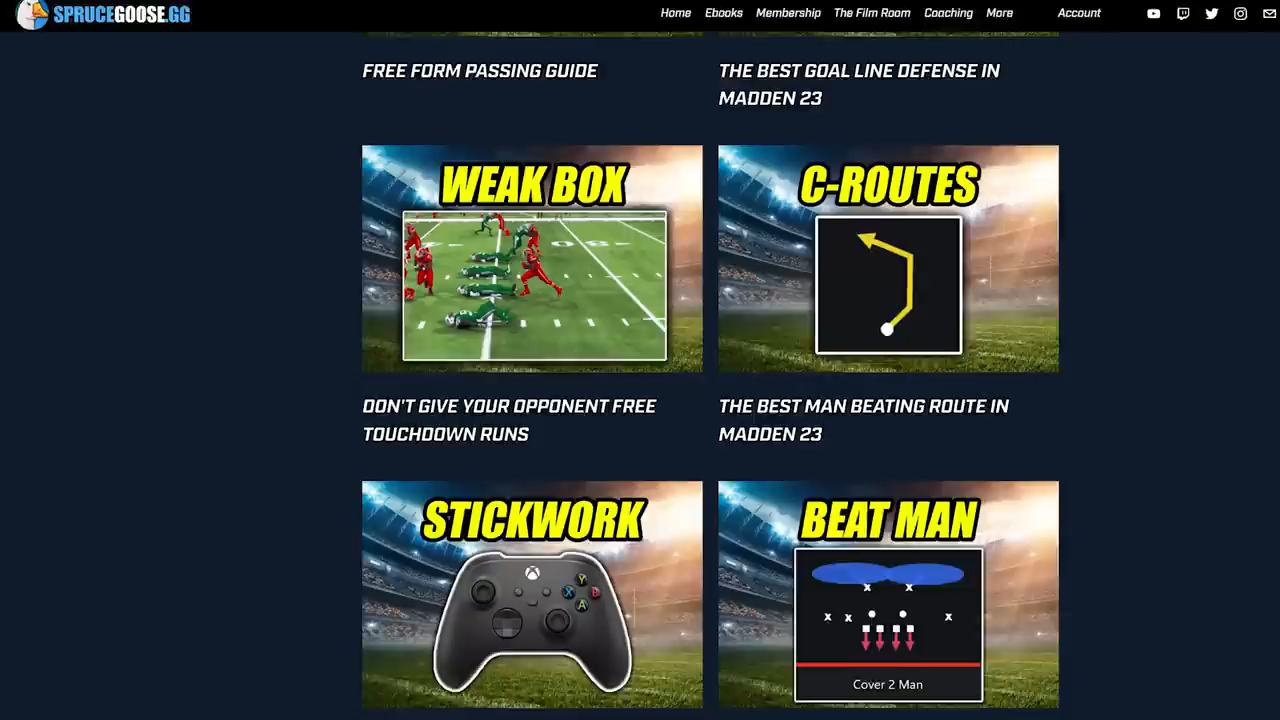 SPRUCEGOOSE.GG
Home Ebooks Membership The Film Room Coaching More Account
FREE FORM PASSING GUIDE
THE BEST GOAL LINE DEFENSE IN
MADDEN 23
WEAK BOX
C-ROUTES
DON'T GIVE YOUR OPPONENT FREE
TOUCHDOWN RUNS
THE BEST MAN BEATING ROUTE IN
MADDEN 23
STICKWORK
Y
X B
A
BEAT MAN
X X
X X X
Cover 2 Man